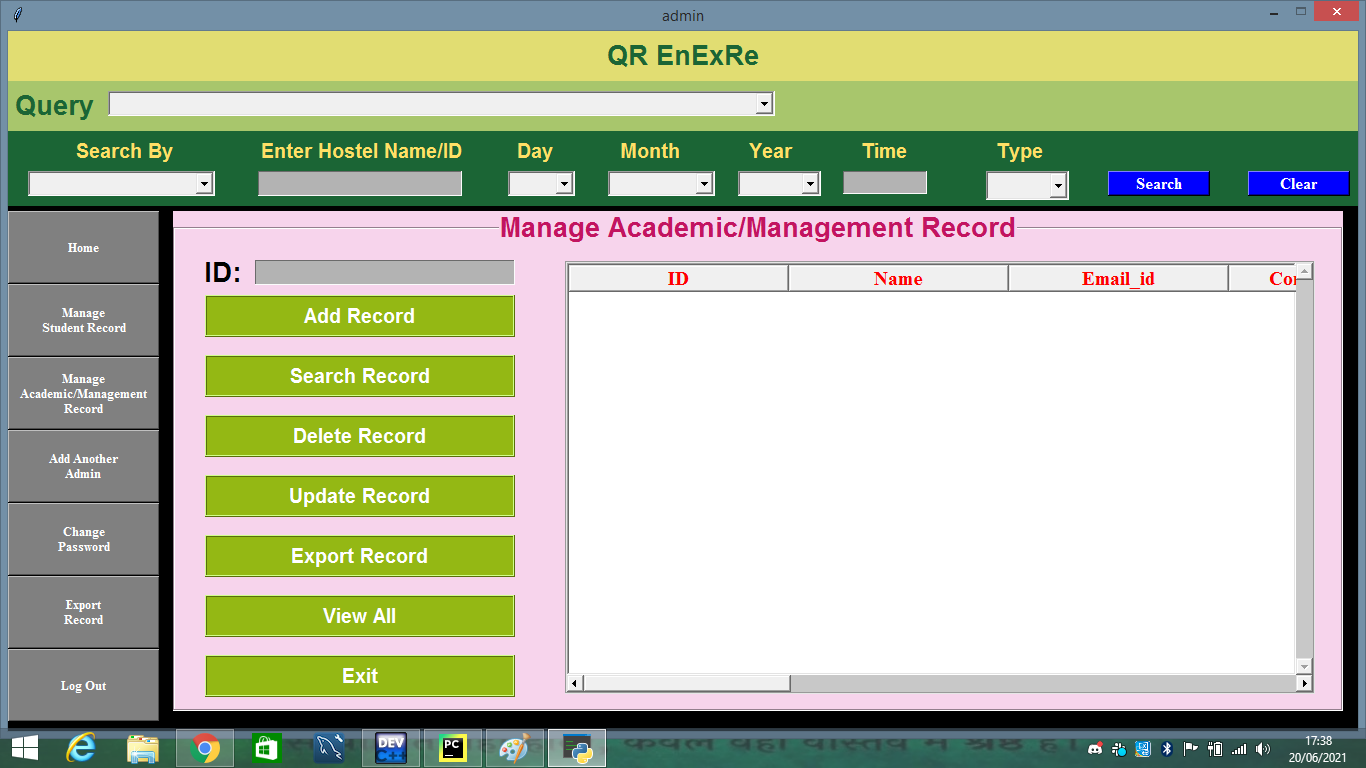 admin
QR EnExRe
Query
Search By
Enter Hostel Name/ID
Day
Month
Year
Time
Type
Search
Clear
Home
Manage
Student Record
Manage
Academic/Management
Record
Add Another
Admin
Change
Password
Export
Record
Log Out
Manage Academic/Management Record
ID:
Add Record
Search Record
Delete Record
Update Record
Export Record
View All
Exit
ID
Name
Email_id
DEV
C++
PC
17:38
20/06/2021